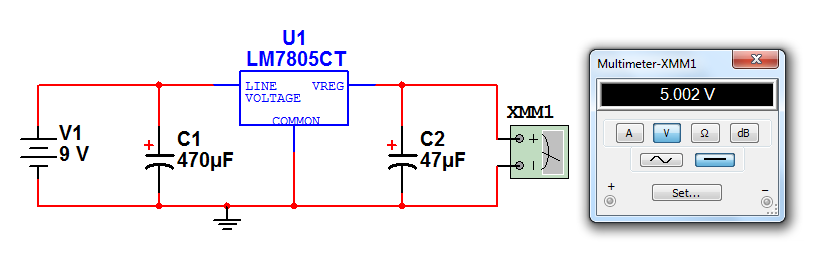 U1
LM7805CT
LINE VREG
VOLTAGE
COMMON
V1
9 V
C1
470µF
C2
47µF
XMM1
+
Multimeter-XMM1
5.002 V
A V Ω dB
Set...
+ −